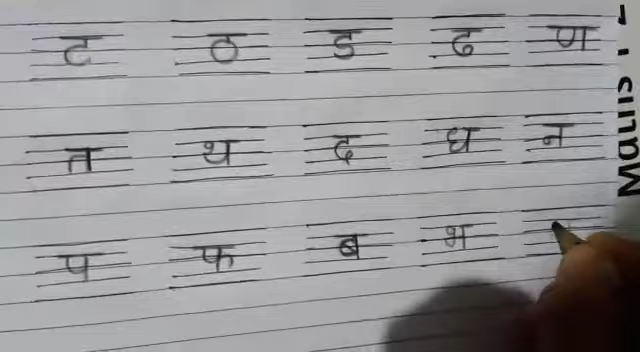 ट ठ ड ढ ण
त थ द ध न
प फ ब भ
Maths